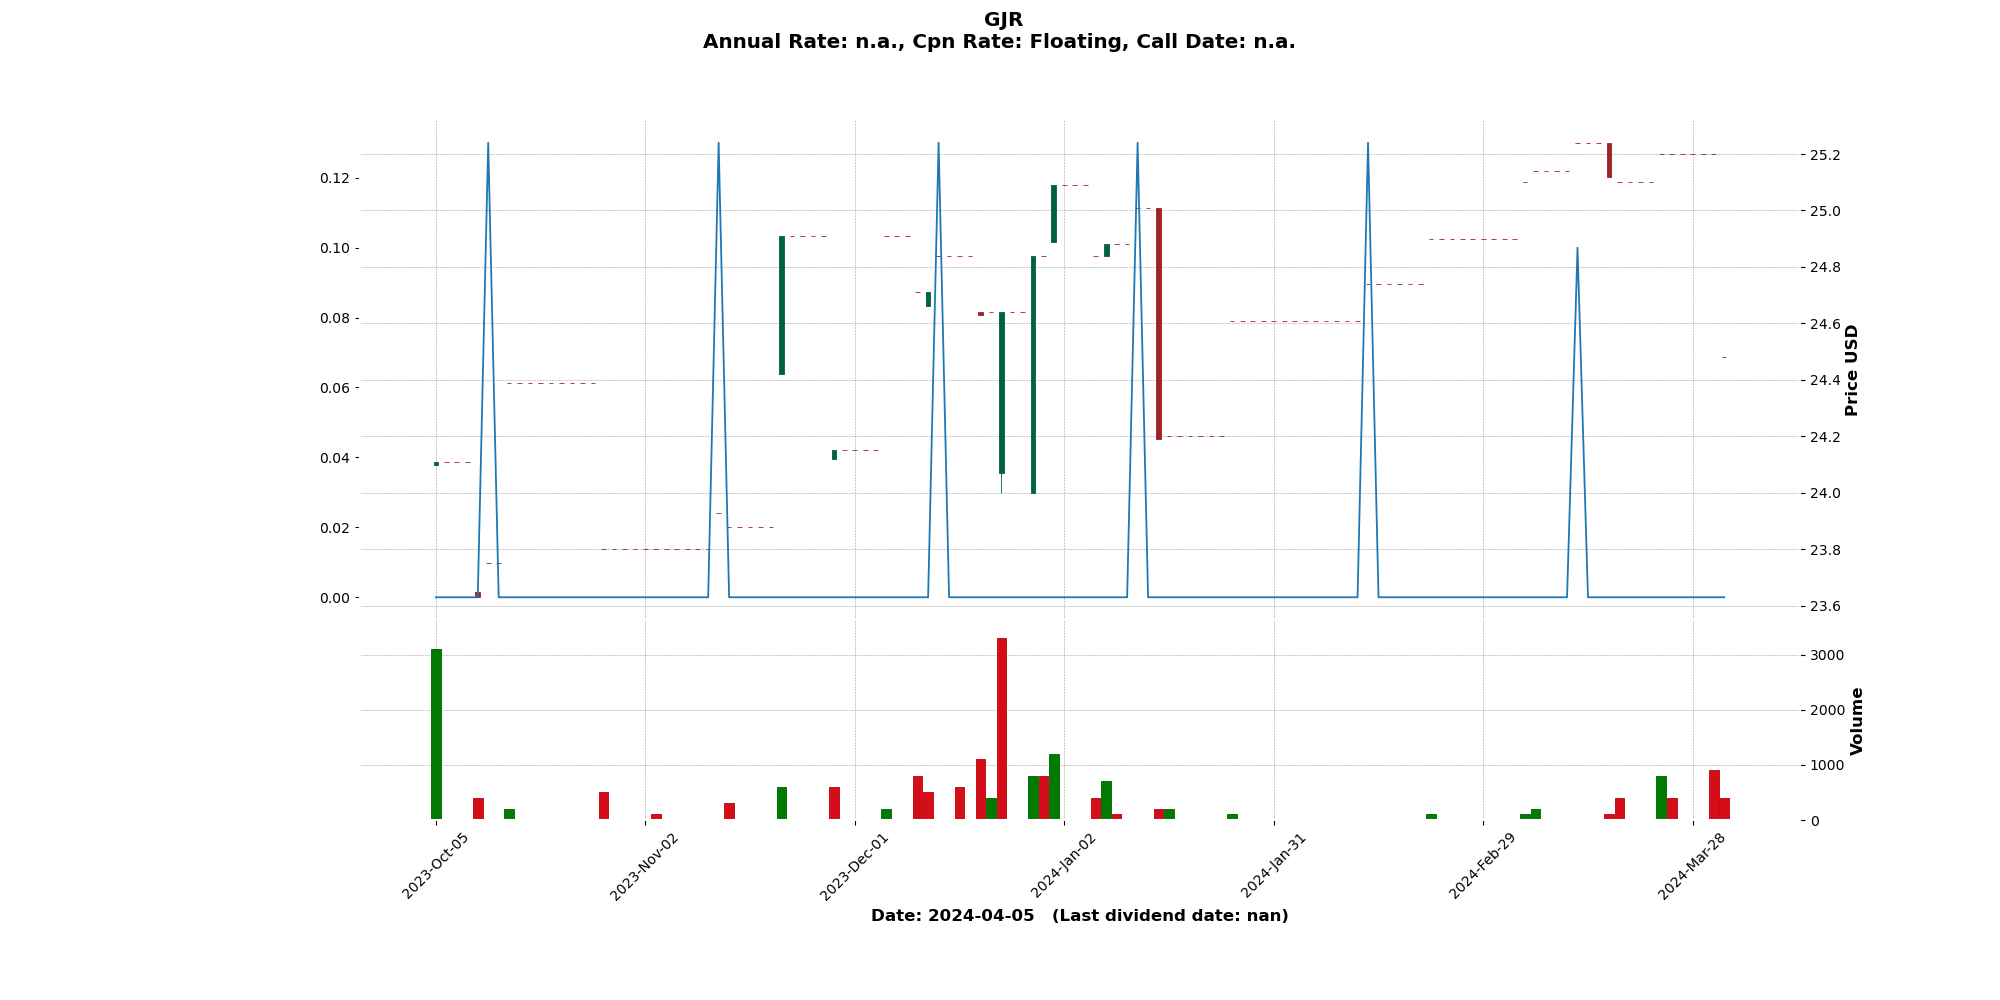 GJR
Annual Rate: n.a., Cpn Rate: Floating, Call Date: n.a.
0.12
0.10
0.08
0.06
0.04
0.02
0.00
25.2
25.0
24.8
24.6
24.4
24.2
24.0
23.8
23.6
Price USD
3000
2000
1000
0
Volume
2023-Oct-05
2023-Nov-02
2023-Dec-01
2024-Jan-02
2024-Jan-31
2024-Feb-29
2024-Mar-28
Date: 2024-04-05 (Last dividend date: nan)